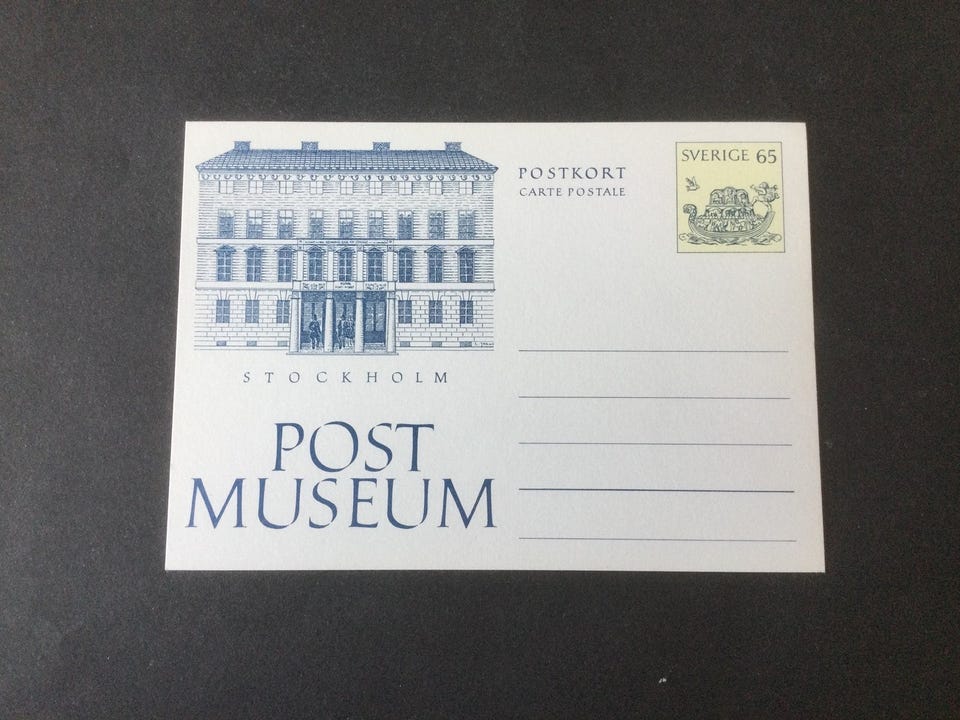 STOCKHOLM
POST
MUSEUM
POSTKORT
CARTE POSTALE
SVERIGE 65